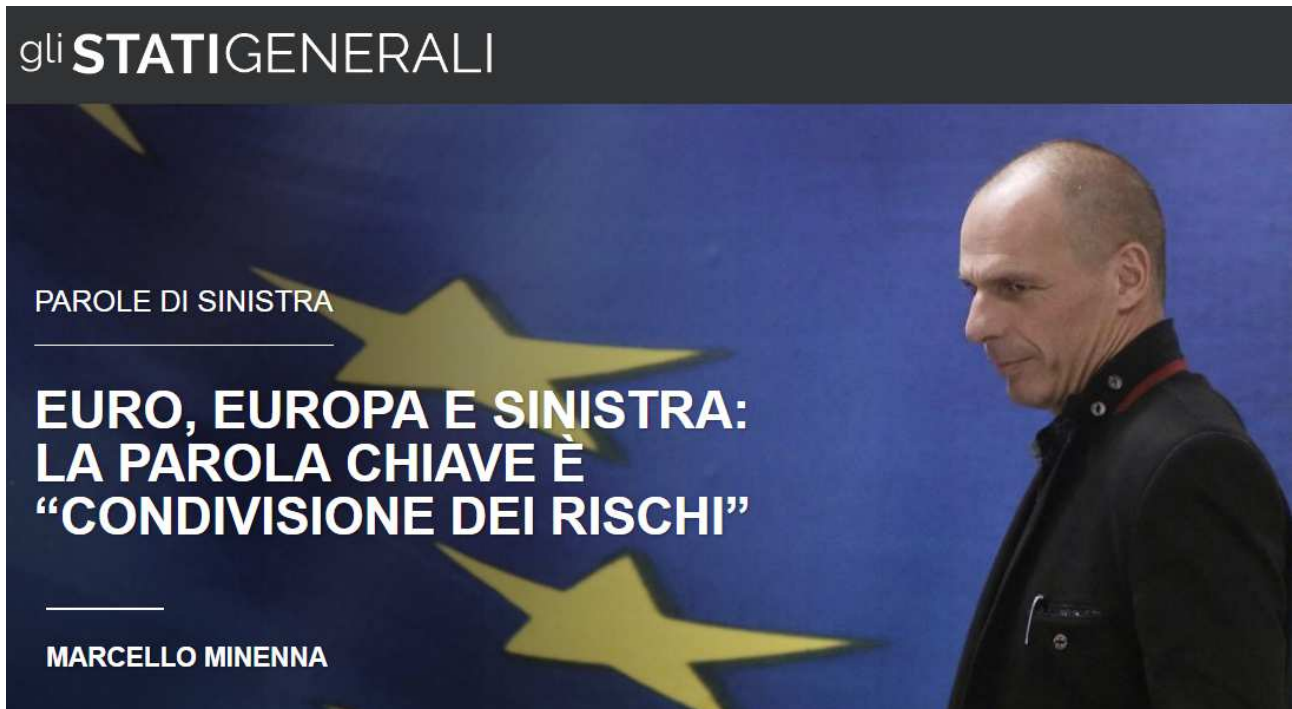 gli STATIGENERALI
PAROLE DI SINISTRA
EURO, EUROPA E SINISTRA:
LA PAROLA CHIAVE È
“CONDIVISIONE DEI RISCHI”
MARCELLO MINENNA